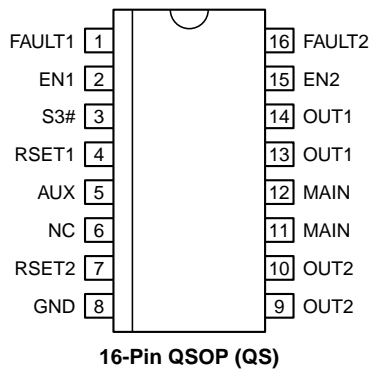 FAULT1 1 16 FAULT2
EN1 2 15 EN2
S3# 3 14 OUT1
RSET1 4 13 OUT1
AUX 5 12 MAIN
NC 6 11 MAIN
RSET2 7 10 OUT2
GND 8 9 OUT2
16-Pin QSOP (QS)